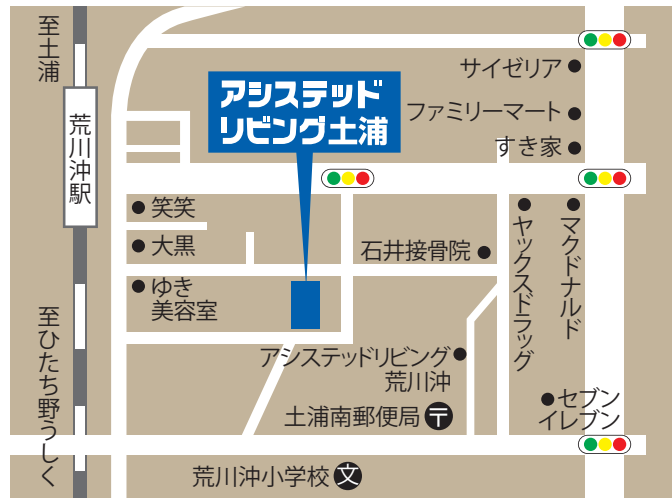 至土浦
荒川沖駅
至ひたち野うしく
アシステッド
リビング土浦
サイゼリア
ファミリーマート
すき家
笑笑
大黒
ゆき
美容室
石井接骨院
ヤックスドラッグ
マクドナルド
アシステッドリビング
荒川沖
土浦南郵便局
〒
セブン
イレブン
荒川沖小学校
文